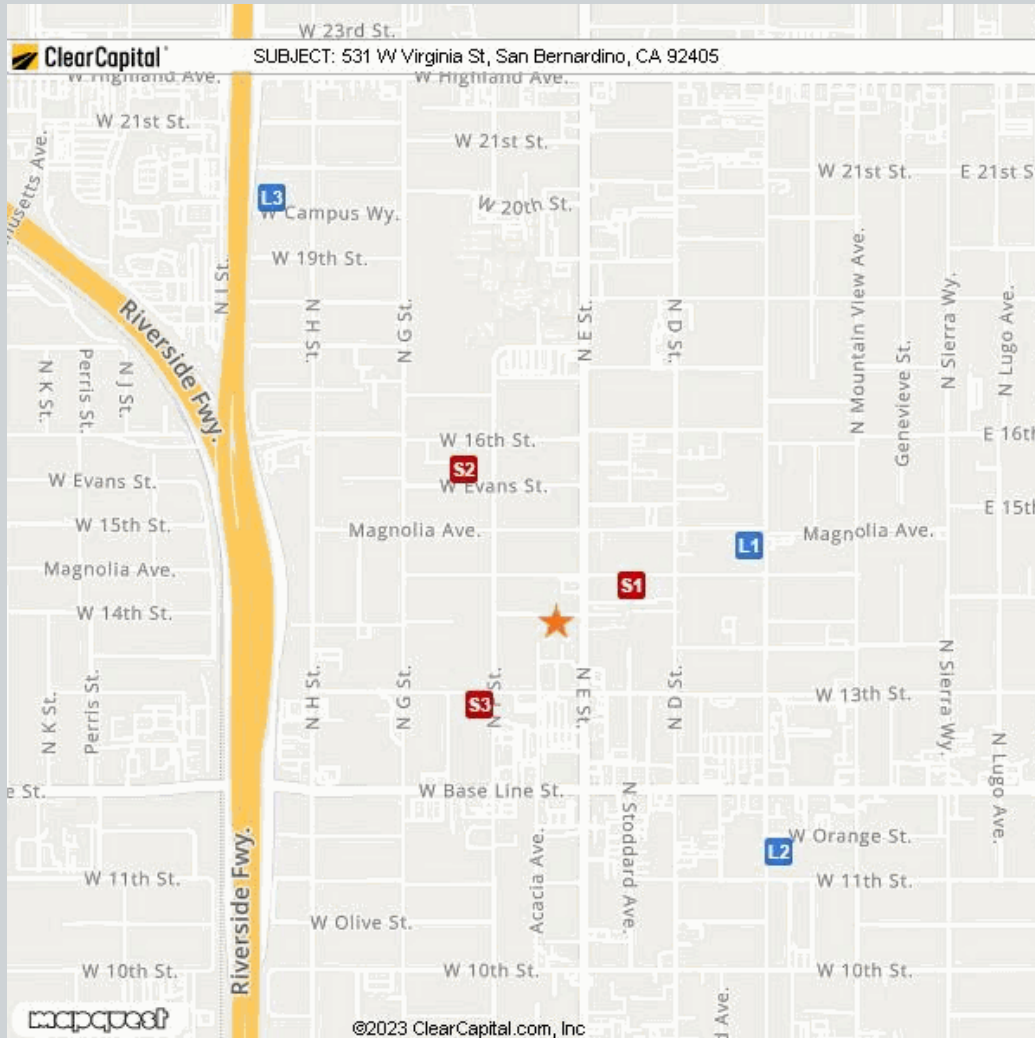 W 23rd St.
ClearCapital
SUBJECT: 531 W Virginia St, San Bernardino, CA 92405
W Highland Ave.
W Highland Ave.
W 21st St.
W 21st St.
W 21st St.
E 21st S
L3
W Campus Wy.
W 20th St.
W 19th St.
N I St.
Riverside Fwy.
N H St.
N G St.
N E St.
N D St.
N Mountain View Ave.
Genevieve St.
N Sierra Wy.
N Lugo Ave.
N K St.
Perris St.
N J St.
W 16th St.
E 16th
S2
W Evans St.
W Evans St.
E 15th
W 15th St.
Magnolia Ave.
Magnolia Ave.
L1
Magnolia Ave.
S1
W 14th St.
N K St.
Perris St.
N H St.
N G St.
S3
St.
N E St.
N D St.
W 13th St.
N Sierra Wy.
N Lugo Ave.
e St.
W Base Line St.
N Stoddard Ave.
W Orange St.
L2
W 11th St.
Acacia Ave.
W 11th St.
Riverside Fwy.
W Olive St.
W 10th St.
W 10th St.
W 10th St.
d Ave.
mapquest
©2023 ClearCapital.com, Inc